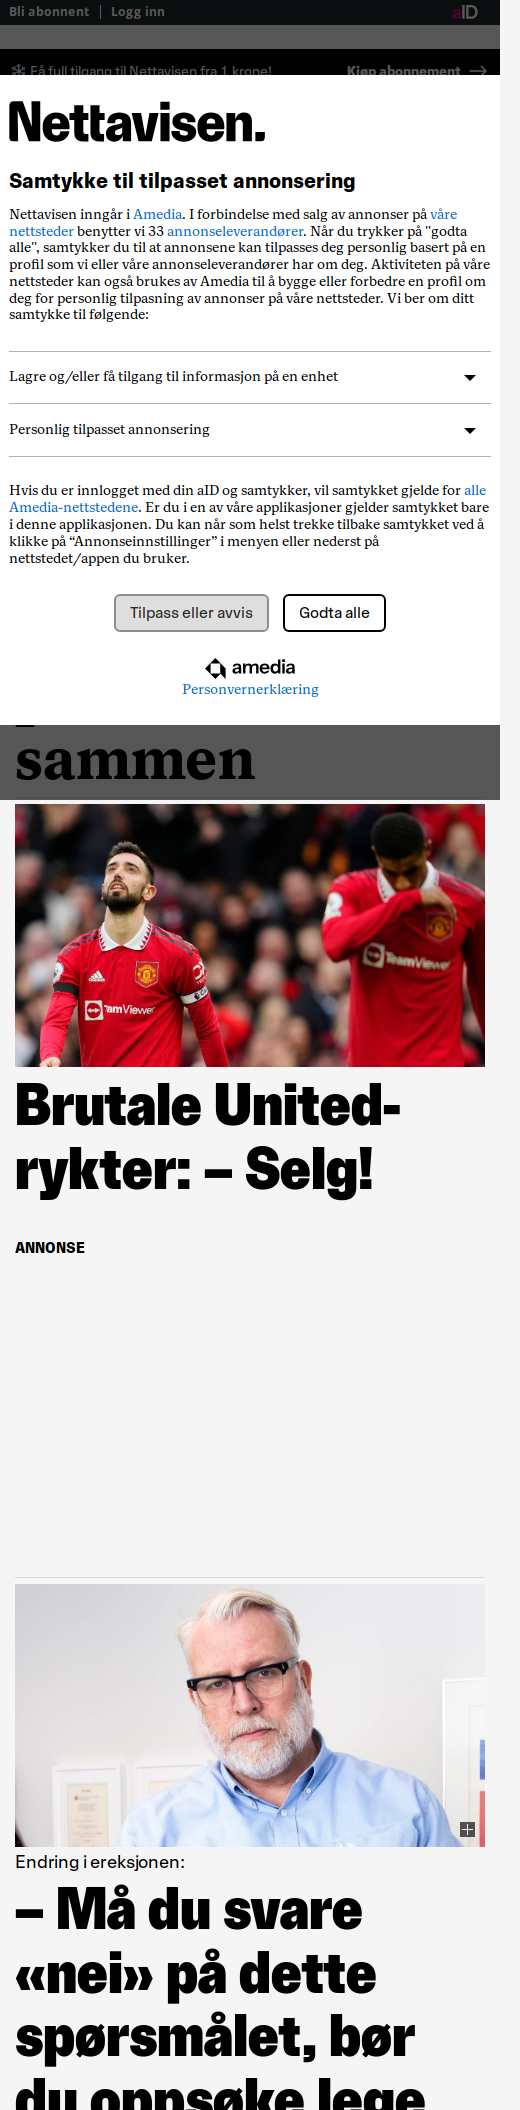 Bli abonnent | Logg inn aID
Få full tilgang til Nettavisen fra 1 krone! Kjøp abonnement
Nettavisen.
Samtykke til tilpasset annonsering
Nettavisen inngår i Amedia. I forbindelse med salg av annonser på våre
nettsteder benytter vi 33 annonseleverandører. Når du trykker på "godta
alle", samtykker du til at annonsene kan tilpasses deg personlig basert på en
profil som vi eller våre annonseleverandører har om deg. Aktiviteten på våre
nettsteder kan også brukes av Amedia til å bygge eller forbedre en profil om
deg for personlig tilpasning av annonser på våre nettsteder. Vi ber om ditt
samtykke til følgende:
Lagre og/eller få tilgang til informasjon på en enhet
Personlig tilpasset annonsering
Hvis du er innlogget med din aID og samtykker, vil samtykket gjelde for alle
Amedia-nettstedene. Er du i en av våre applikasjoner gjelder samtykket bare
i denne applikasjonen. Du kan når som helst trekke tilbake samtykket ved å
klikke på “Annonseinnstillinger” i menyen eller nederst på
nettstedet/appen du bruker.
Tilpass eller avvis Godta alle
amedia
Personvernerklæring
sammen
TeamViewer
TeamViewer
Brutale United-
rykter: – Selg!
ANNONSE
Endring i ereksjonen:
– Må du svare
«nei» på dette
spørsmålet, bør
du oppsøke lege